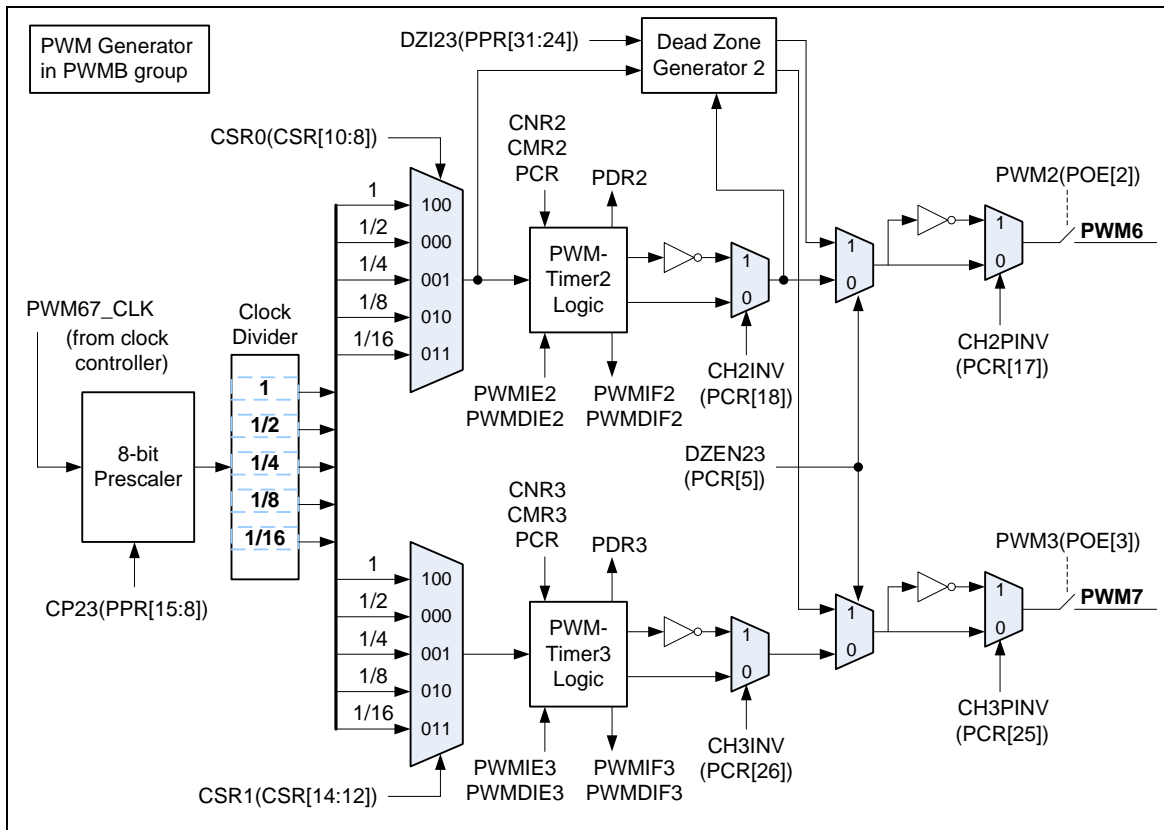 PWM Generator
in PWMB group
DZI23(PPR[31:24])
Dead Zone
Generator 2
CSR0(CSR[10:8])
CNR2
CMR2
PCR
PDR2
PWM2(POE[2])
1
1/2
1/4
1/8
1/16
100
000
001
010
011
PWM-
Timer2
Logic
1
0
1
0
1
0
PWM6
PWM67_CLK
(from clock
controller)
Clock
Divider
PWMIE2
PWMDIE2
PWMIF2
PWMDIF2
CH2INV
(PCR[18])
CH2PINV
(PCR[17])
8-bit
Prescaler
1
1/2
1/4
1/8
1/16
DZEN23
(PCR[5])
CNR3
CMR3
PCR
PDR3
PWM3(POE[3])
CP23(PPR[15:8])
1
1/2
1/4
1/8
1/16
100
000
001
010
011
PWM-
Timer3
Logic
1
0
1
0
1
0
PWM7
PWMIE3
PWMDIE3
PWMIF3
PWMDIF3
CH3INV
(PCR[26])
CH3PINV
(PCR[25])
CSR1(CSR[14:12])